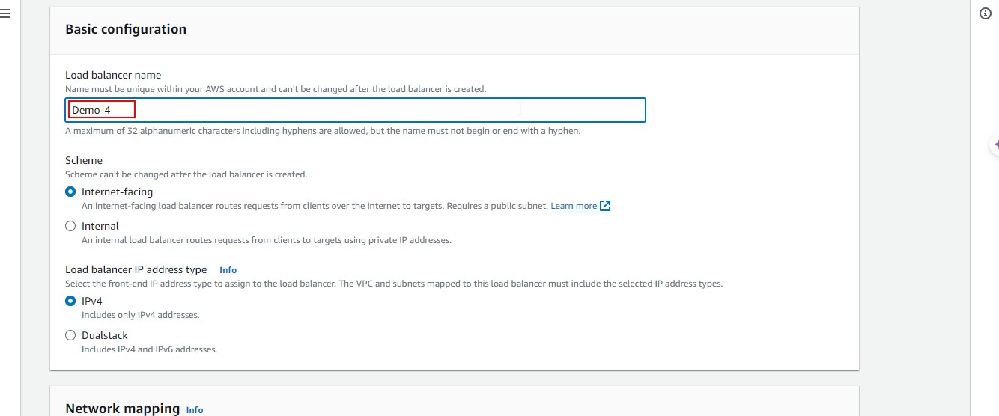 Basic configuration
Load balancer name
Name must be unique within your AWS account and can't be changed after the load balancer is created.
Demo-4
A maximum of 32 alphanumeric characters including hyphens are allowed, but the name must not begin or end with a hyphen.
Scheme
Scheme can't be changed after the load balancer is created.
Internet-facing
An internet-facing load balancer routes requests from clients over the internet to targets. Requires a public subnet. Learn more
Internal
An internal load balancer routes requests from clients to targets using private IP addresses.
Load balancer IP address type Info
Select the front-end IP address type to assign to the load balancer. The VPC and subnets mapped to this load balancer must include the selected IP address types.
IPv4
Includes only IPv4 addresses.
Dualstack
Includes IPv4 and IPv6 addresses.
Network mapping Info